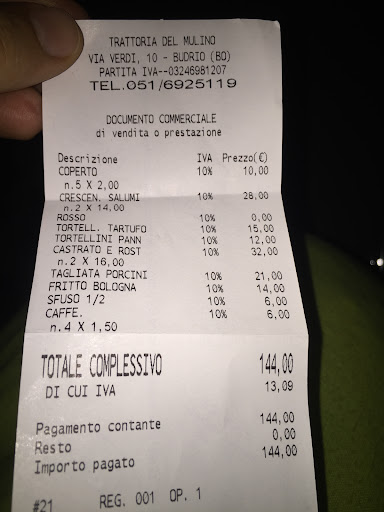 TRATTORIA DEL MULINO
VIA VERDI, 10 - BUDRIO (BO)
PARTITA IVA--03246981207
TEL.051/6925119
DOCUMENTO COMMERCIALE
di vendita o prestazione
Descrizione IVA Prezzo(€)
COPERTO 10% 10,00
n.5 X 2,00
CRESCEN. SALUMI 10% 28,00
n.2 X 14,00
ROSSO 10% 0,00
TORTELL. TARTUFO 10% 15,00
TORTELLINI PANN 10% 12,00
CASTRATO E ROST 10% 32,00
n.2 X 16,00
TAGLIATA PORCINI 10% 21,00
FRITTO BOLOGNA 10% 14,00
SFUSO 1/2 10% 6,00
CAFFE. 10% 6,00
n.4 X 1,50
TOTALE COMPLESSIVO 144,00
DI CUI IVA 13,09
Pagamento contante 144,00
Resto 0,00
Importo pagato 144,00
#21 REG. 001 OP. 1